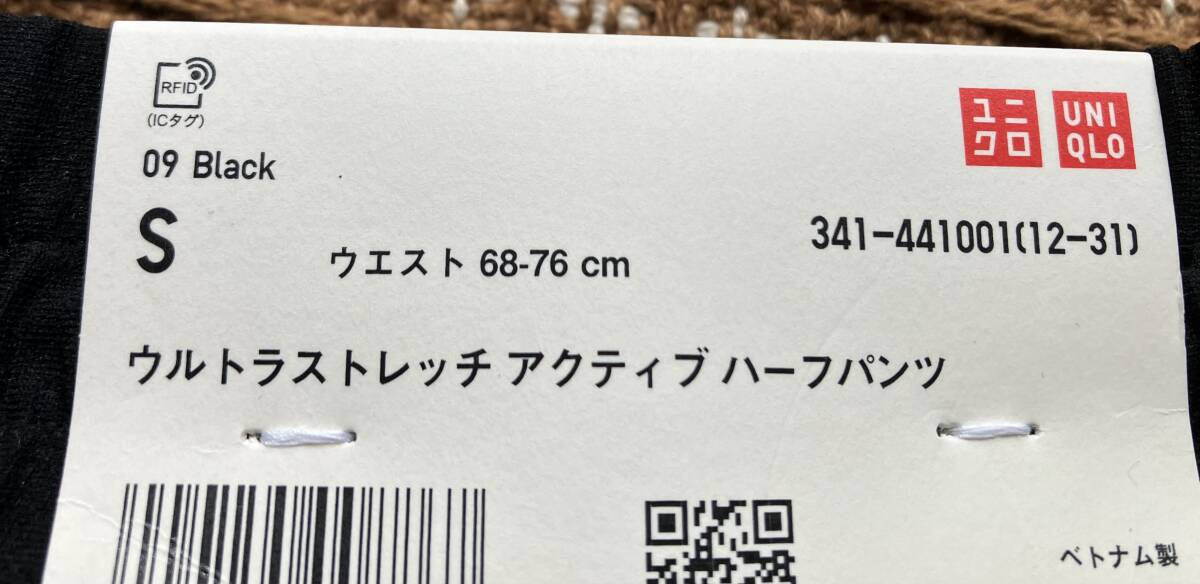 RFID
(ICタグ)
09 Black
ユニクロ
UNIQLO
S
ウエスト 68-76 cm
341-441001(12-31)
ウルトラストレッチ アクティブ ハーフパンツ
ベトナム製